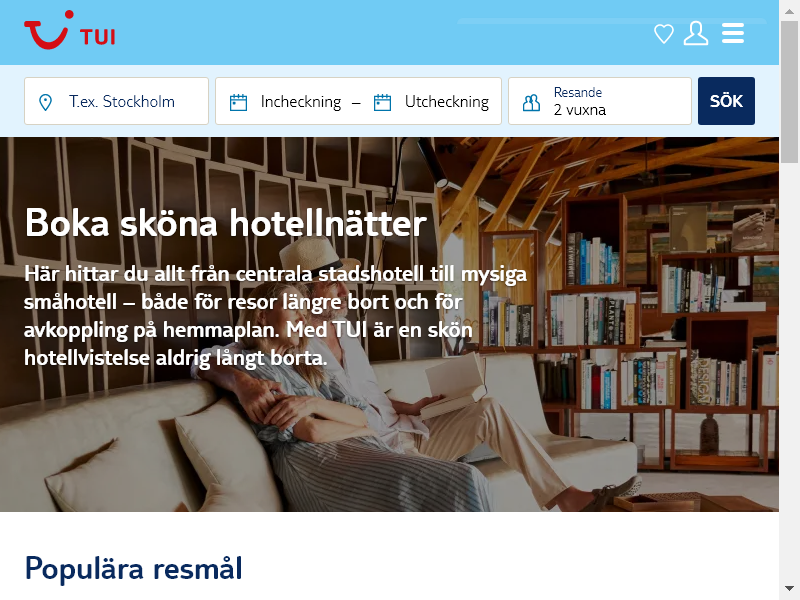 TUI
T.ex. Stockholm
Incheckning – Utcheckning
Resande
2 vuxna
SÖK
Boka sköna hotellnätter
Här hittar du allt från centrala stadshotell till mysiga
småhotell – både för resor längre bort och för
avkoppling på hemmaplan. Med TUI är en skön
hotellvistelse aldrig långt borta.
Populära resmål